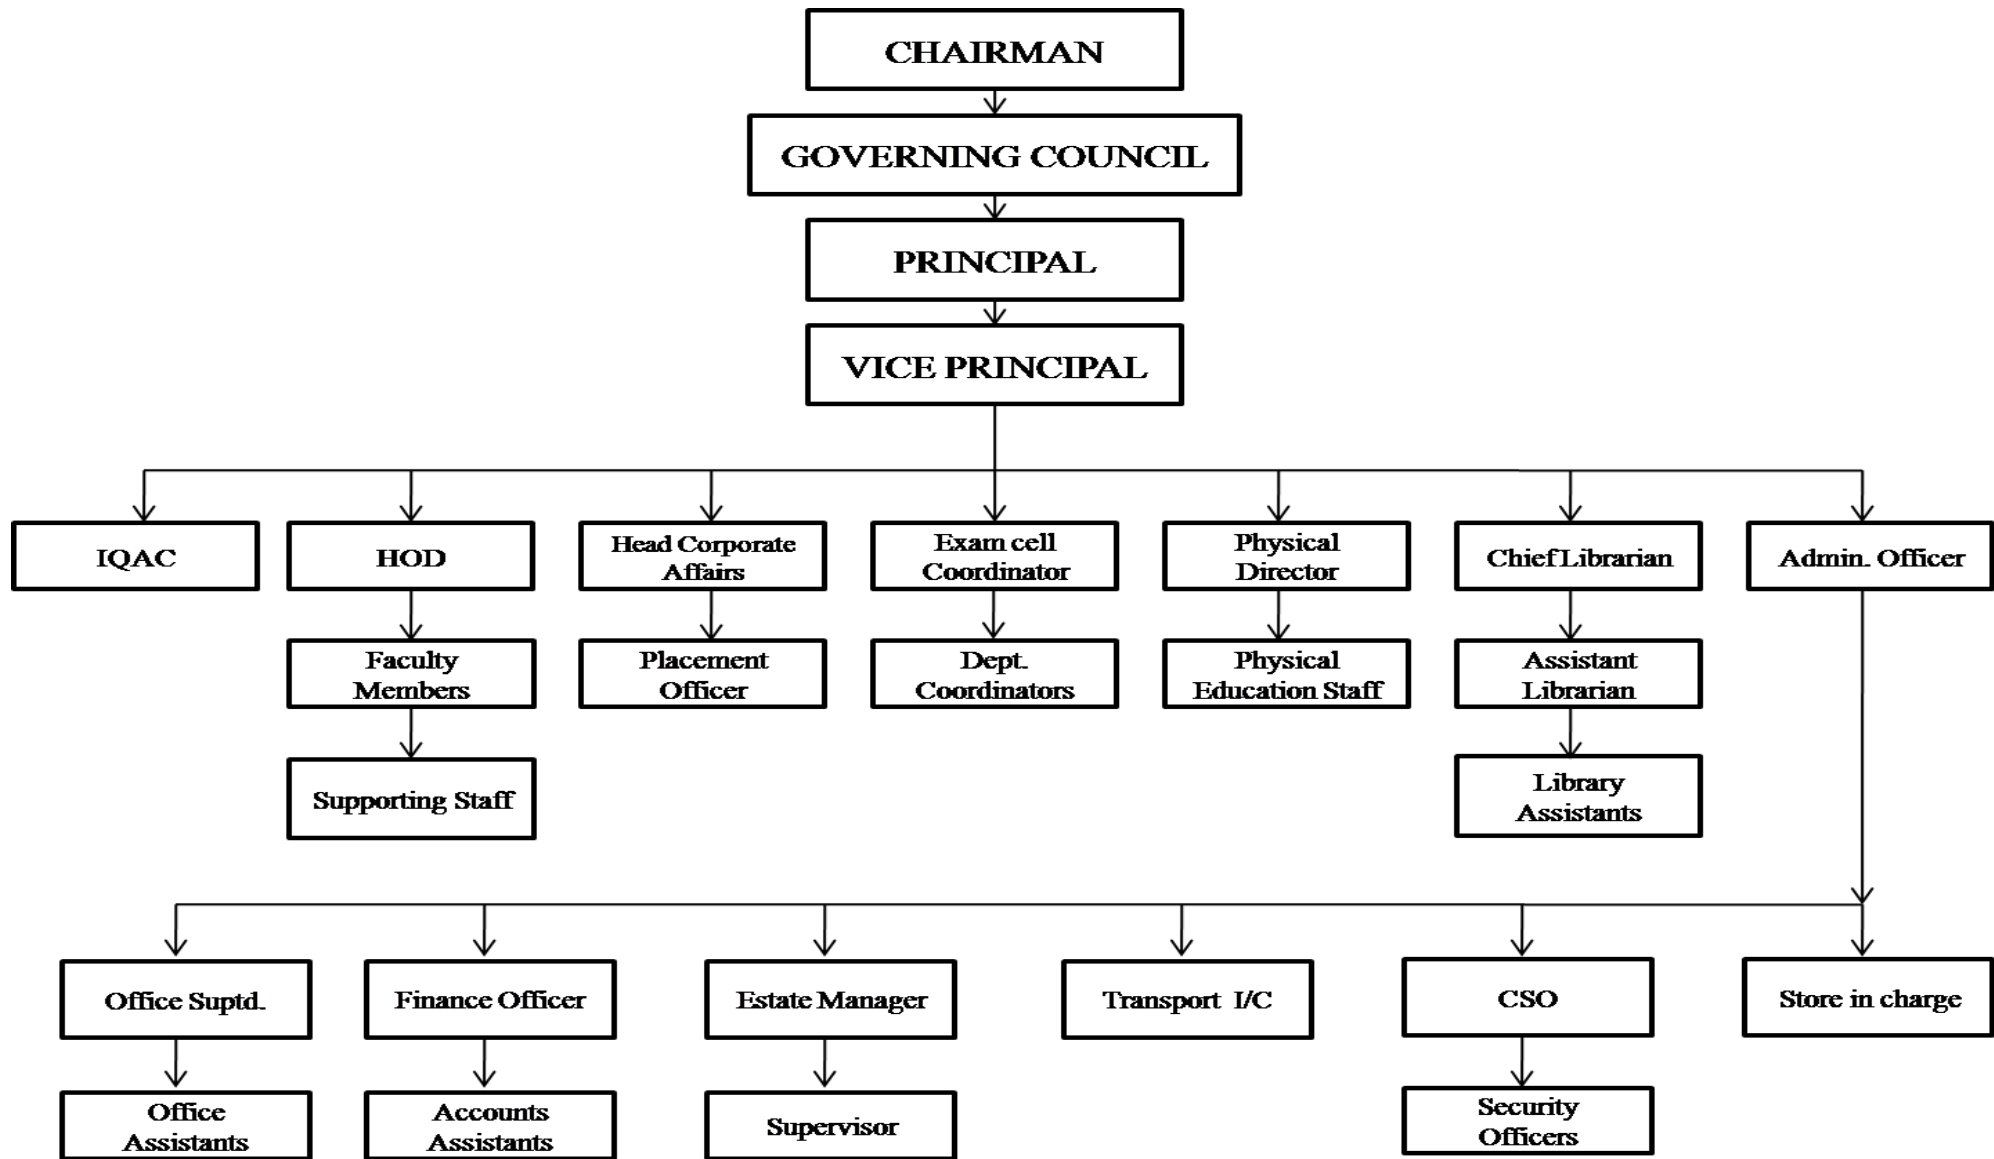 CHAIRMAN
GOVERNING COUNCIL
PRINCIPAL
VICE PRINCIPAL
IQAC
HOD
Head Corporate
Affairs
Exam cell
Coordinator
Physical
Director
Chief Librarian
Admin. Officer
Faculty
Members
Placement
Officer
Dept.
Coordinators
Physical
Education Staff
Assistant
Librarian
Supporting Staff
Library
Assistants
Office Suptd.
Finance Officer
Estate Manager
Transport I/C
CSO
Store in charge
Office
Assistants
Accounts
Assistants
Supervisor
Security
Officers